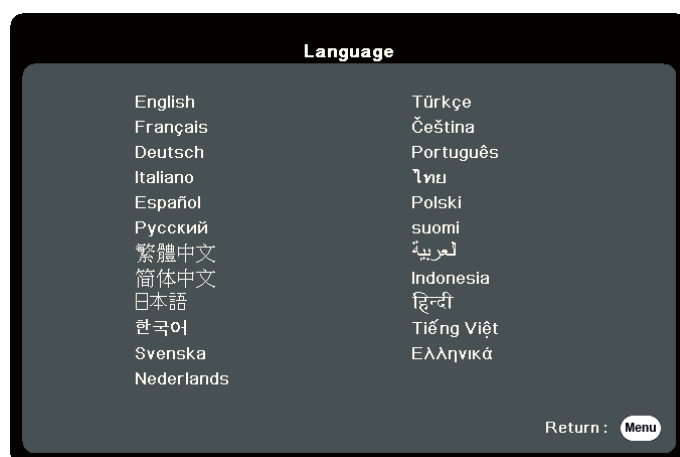 Language
English
Français
Deutsch
Italiano
Español
Русский
繁體中文
简体中文
日本語
한국어
Svenska
Nederlands
Türkçe
Čeština
Português
ไทย
Polski
suomi
لعربية
Indonesia
हिन्दी
Tiếng Việt
Ελληνικά
Return : Menu